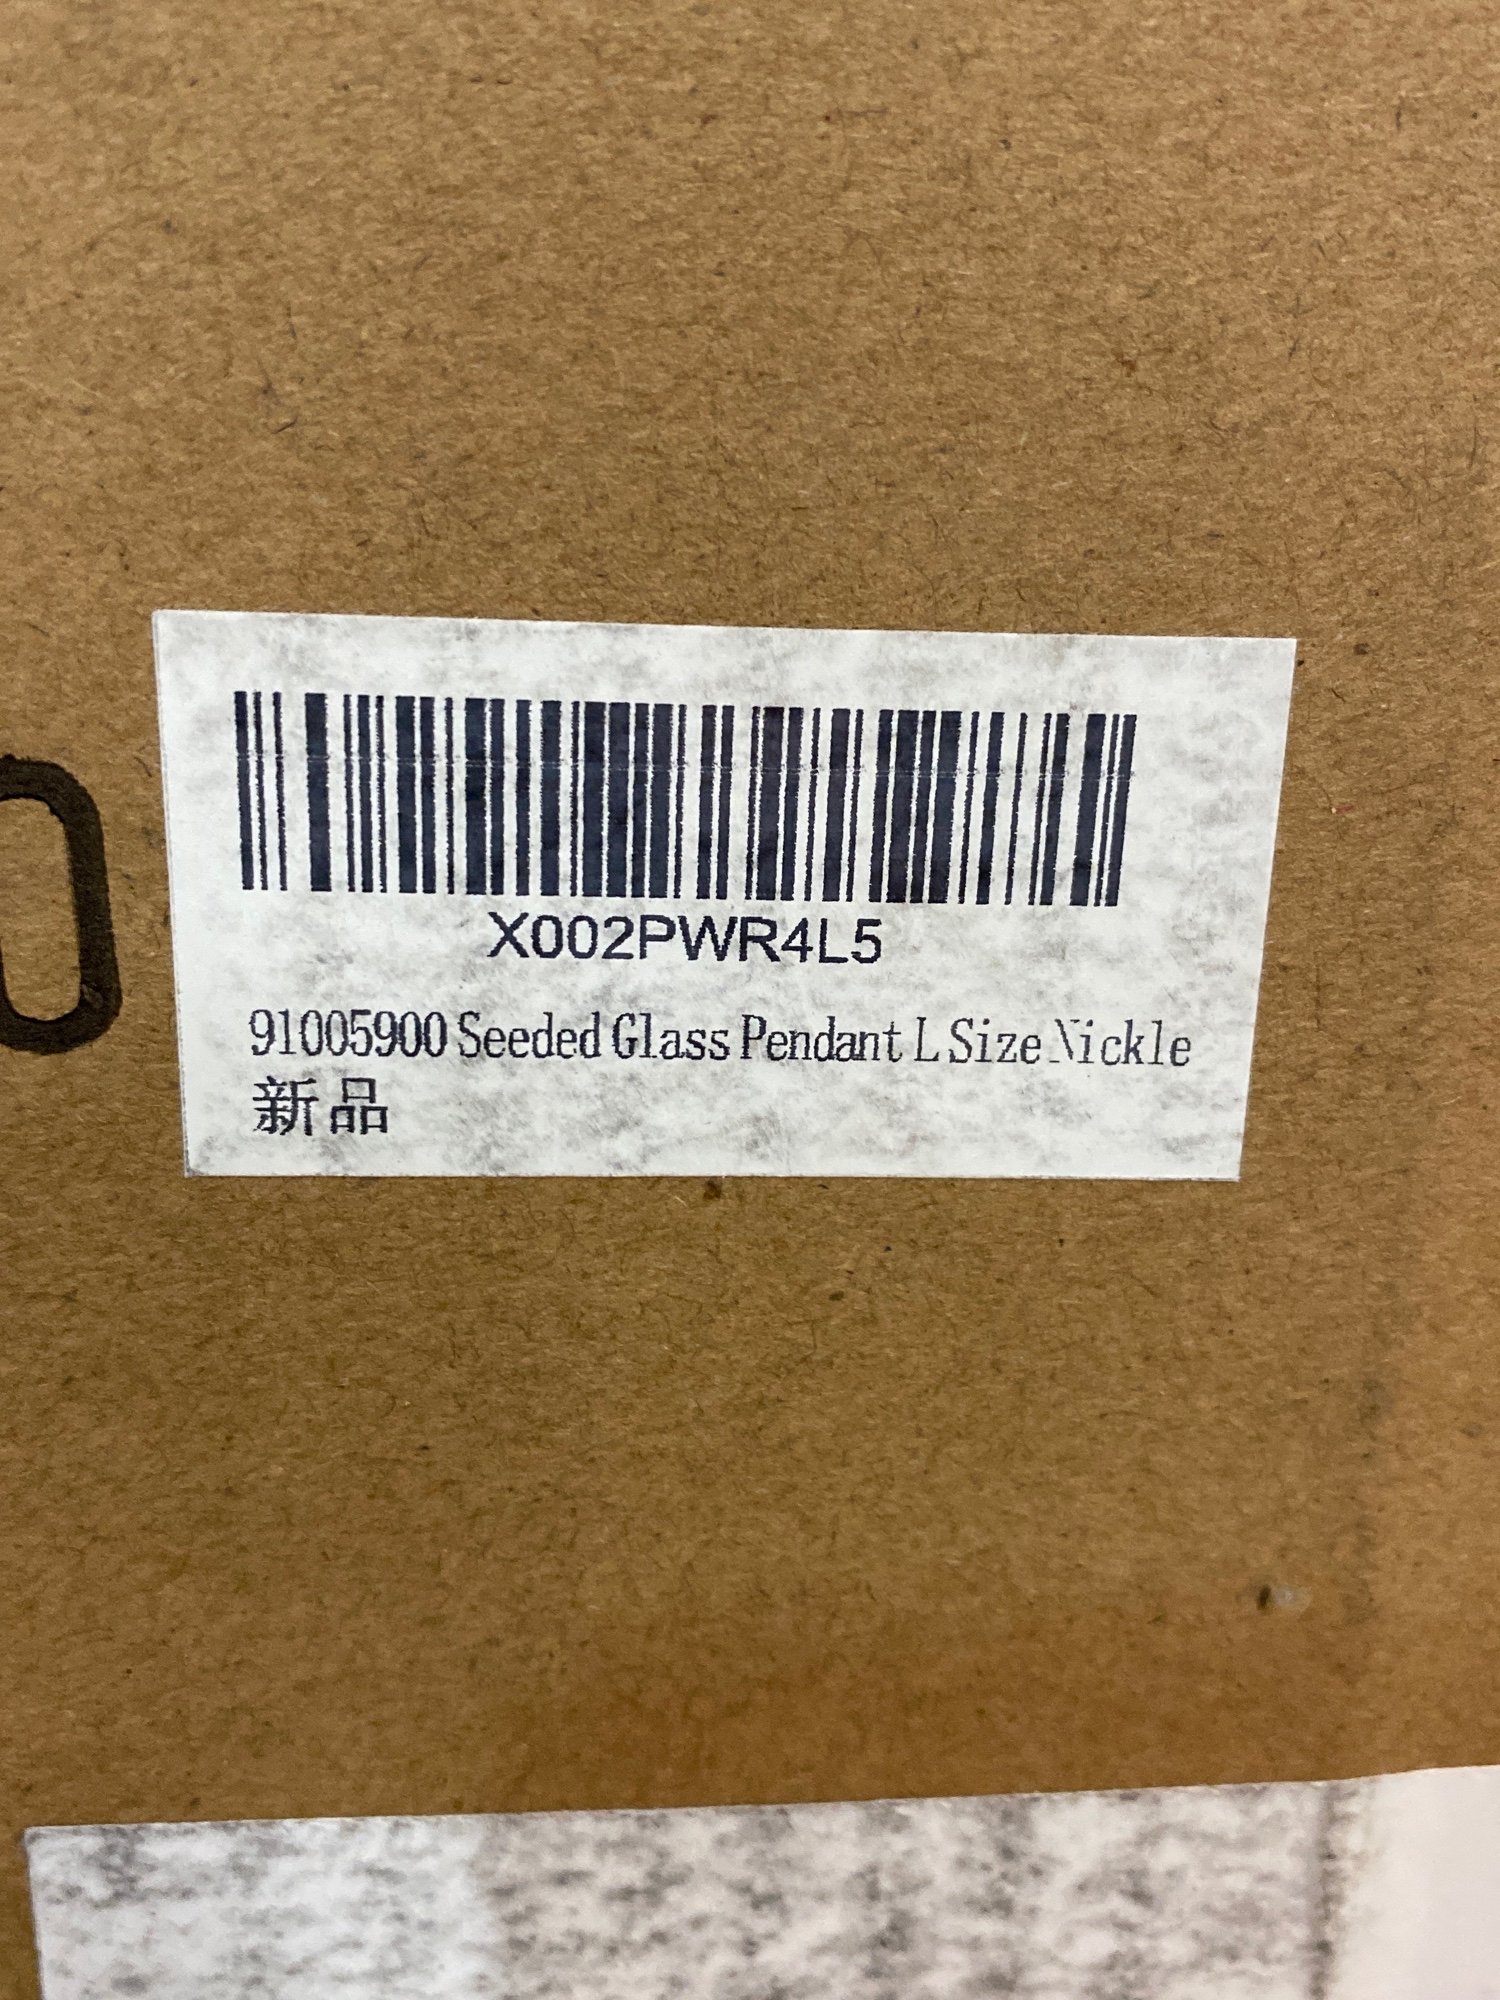 X002PWR4L5
91005900 Seeded Glass Pendant L Size Nickle
新品